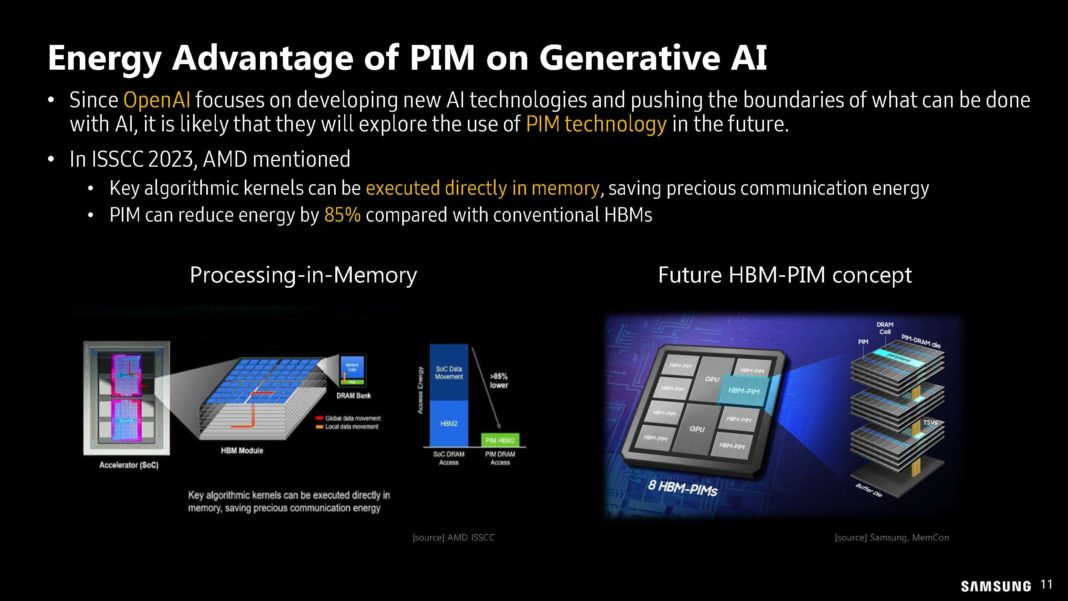 Energy Advantage of PIM on Generative AI
• Since OpenAI focuses on developing new AI technologies and pushing the boundaries of what can be done
with AI, it is likely that they will explore the use of PIM technology in the future.
• In ISSCC 2023, AMD mentioned
• Key algorithmic kernels can be executed directly in memory, saving precious communication energy
• PIM can reduce energy by 85% compared with conventional HBMs
Processing-in-Memory
Accelerator (SoC)
HBM Module
Memory
Cells
DRAM Bank
Global data movement
Local data movement
Access Energy
SoC Data
Movement
HBM2
>85%
lower
PIM HBM2
SoC DRAM
Access
PIM DRAM
Access
Key algorithmic kernels can be executed directly in
memory, saving precious communication energy
[source] AMD ISSCC
Future HBM-PIM concept
HBM-PIM
HBM-PIM
GPU
HBM-PIM
HBM-PIM
HBM-PIM
HBM-PIM
GPU
HBM-PIM
HBM-PIM
8 HBM-PIMs
DRAM
Cell
PIM
PIM-DRAM die
TSVs
Buffer Die
[source] Samsung, MemCon
SAMSUNG 11